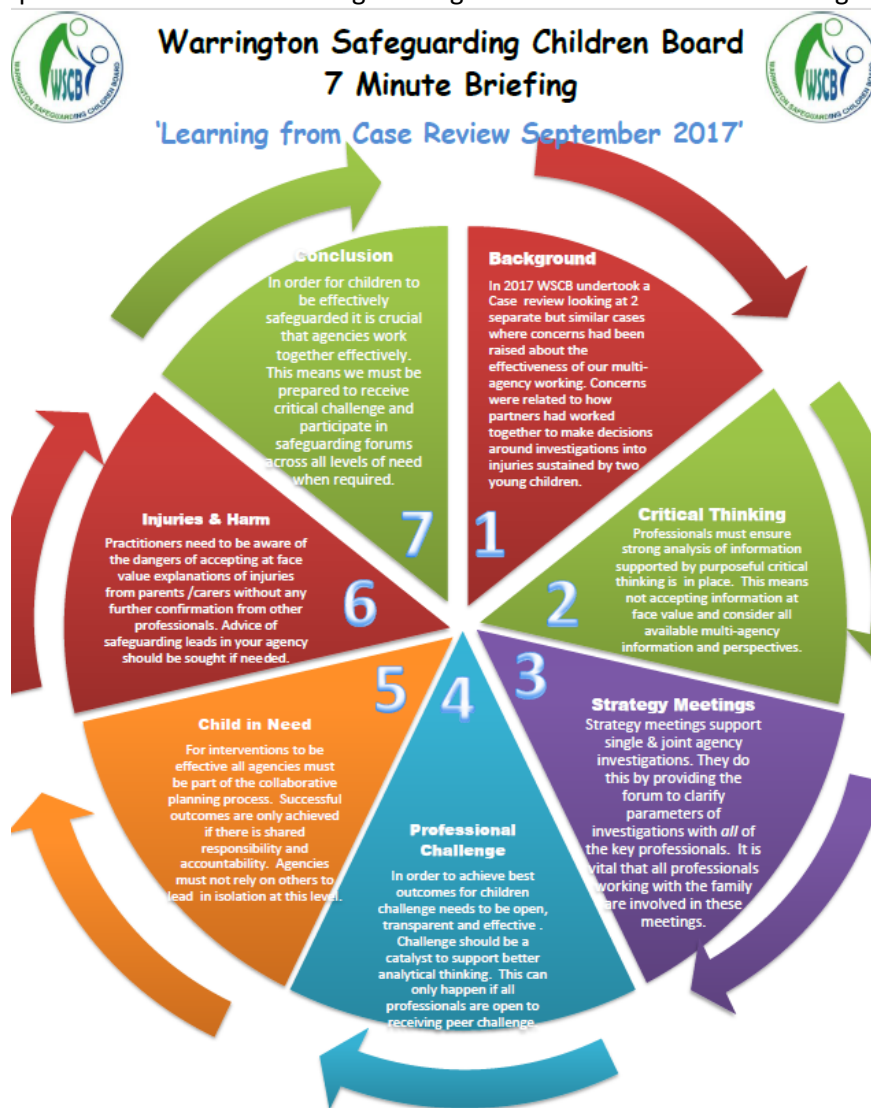 Warrington Safeguarding Children Board
7 Minute Briefing
'Learning from Case Review September 2017'
WSCB
WARRINGTON SAFEGUARDING CHILDREN BOARD
WSCB
WARRINGTON SAFEGUARDING CHILDREN BOARD
Background
In 2017 WSCB undertook a
Case review looking at 2
separate but similar cases
where concerns had been
raised about the
effectiveness of our multi-
agency working. Concerns
were related to how
partners had worked
together to make decisions
around investigations into
injuries sustained by two
young children.
1
Critical Thinking
Professionals must ensure
strong analysis of information
supported by purposeful critical
thinking is in place. This means
not accepting information at
face value and consider all
available multi-agency
information and perspectives.
2
Strategy Meetings
Strategy meetings support
single & joint agency
investigations. They do
this by providing the
forum to clarify
parameters of
investigations with all of
the key professionals. It is
vital that all professionals
working with the family
are involved in these
meetings.
3
Professional
Challenge
In order to achieve best
outcomes for children
challenge needs to be open,
transparent and effective .
Challenge should be a
catalyst to support better
analytical thinking. This can
only happen if all
professionals are open to
receiving peer challenge
4
Child in Need
For interventions to be
effective all agencies must
be part of the collaborative
planning process. Successful
outcomes are only achieved
if there is shared
responsibility and
accountability. Agencies
must not rely on others to
lead in isolation at this level.
5
Injuries & Harm
Practitioners need to be aware of
the dangers of accepting at face
value explanations of injuries
from parents /carers without any
further confirmation from other
professionals. Advice of
safeguarding leads in your agency
should be sought if needed.
6
Conclusion
In order for children to
be effectively
safeguarded it is crucial
that agencies work
together effectively.
This means we must be
prepared to receive
critical challenge and
participate in
safeguarding forums
across all levels of need
when required.
7